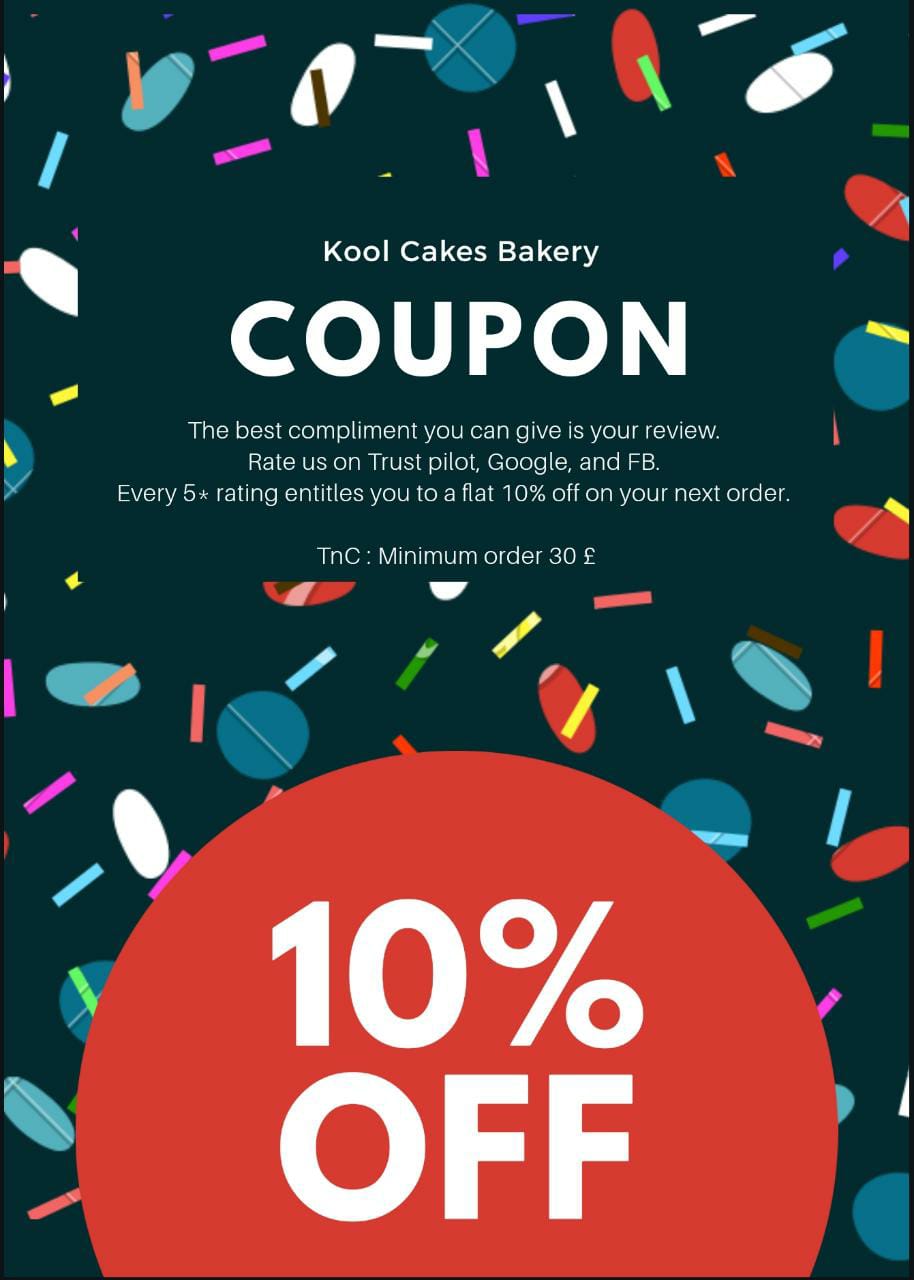 Kool Cakes Bakery
COUPON
The best compliment you can give is your review.
Rate us on Trust pilot, Google, and FB.
Every 5* rating entitles you to a flat 10% off on your next order.
TnC : Minimum order 30 £
10%
OFF